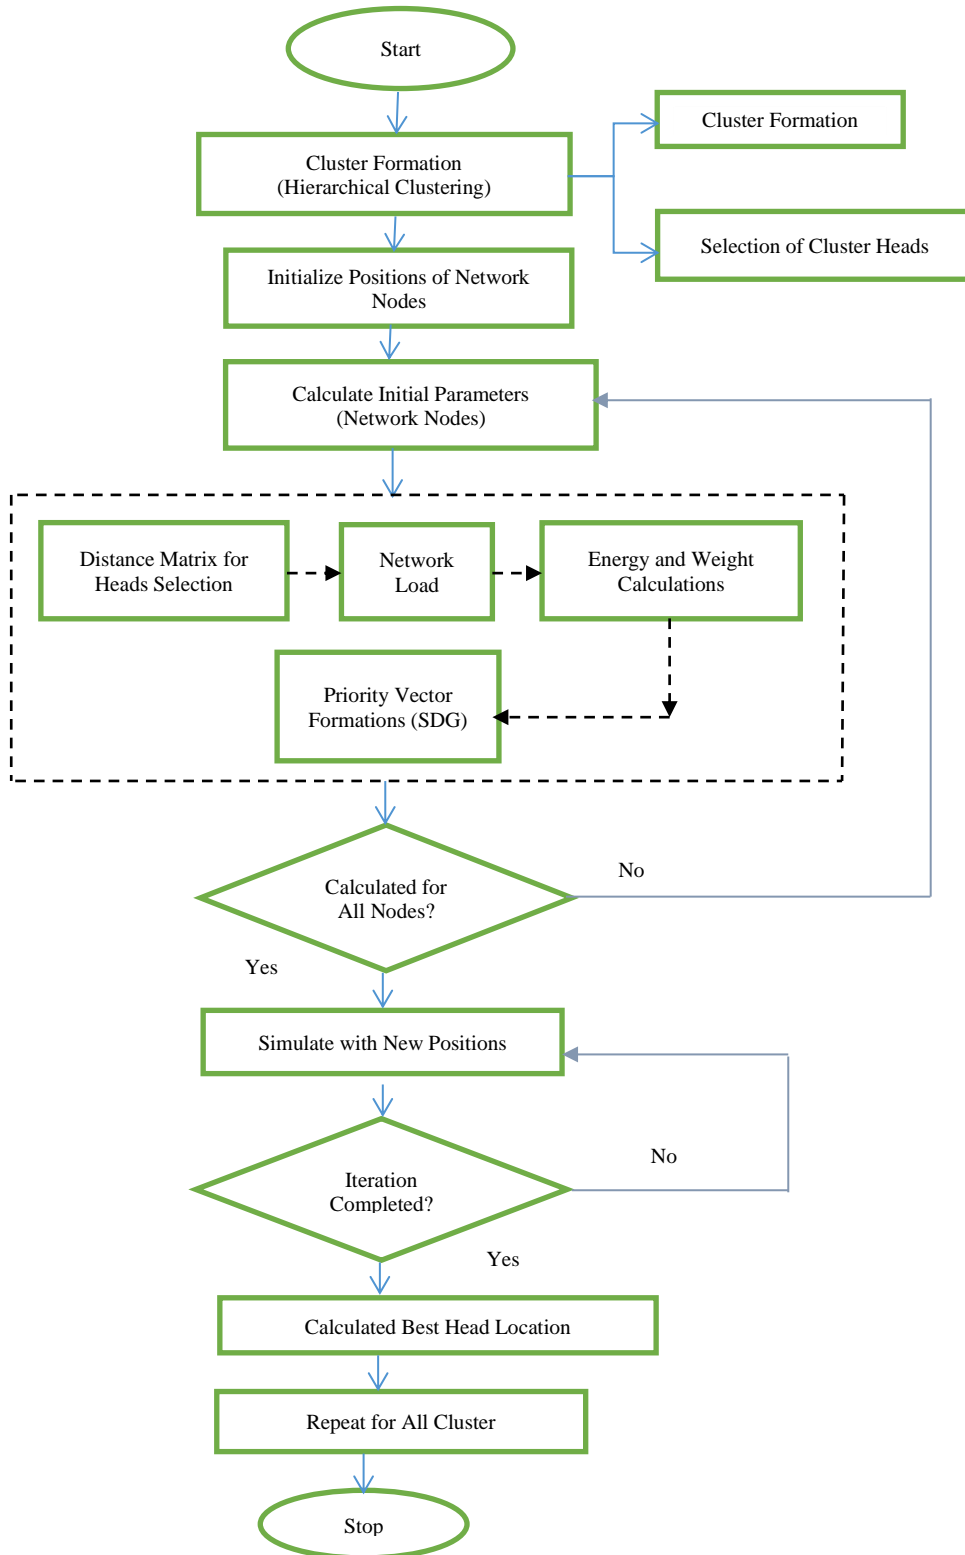 Start
Cluster Formation
Cluster Formation
(Hierarchical Clustering)
Selection of Cluster Heads
Initialize Positions of Network
Nodes
Calculate Initial Parameters
(Network Nodes)
Distance Matrix for
Heads Selection
Network
Load
Energy and Weight
Calculations
Priority Vector
Formations (SDG)
Calculated for
All Nodes?
No
Yes
Simulate with New Positions
Iteration
Completed?
No
Yes
Calculated Best Head Location
Repeat for All Cluster
Stop